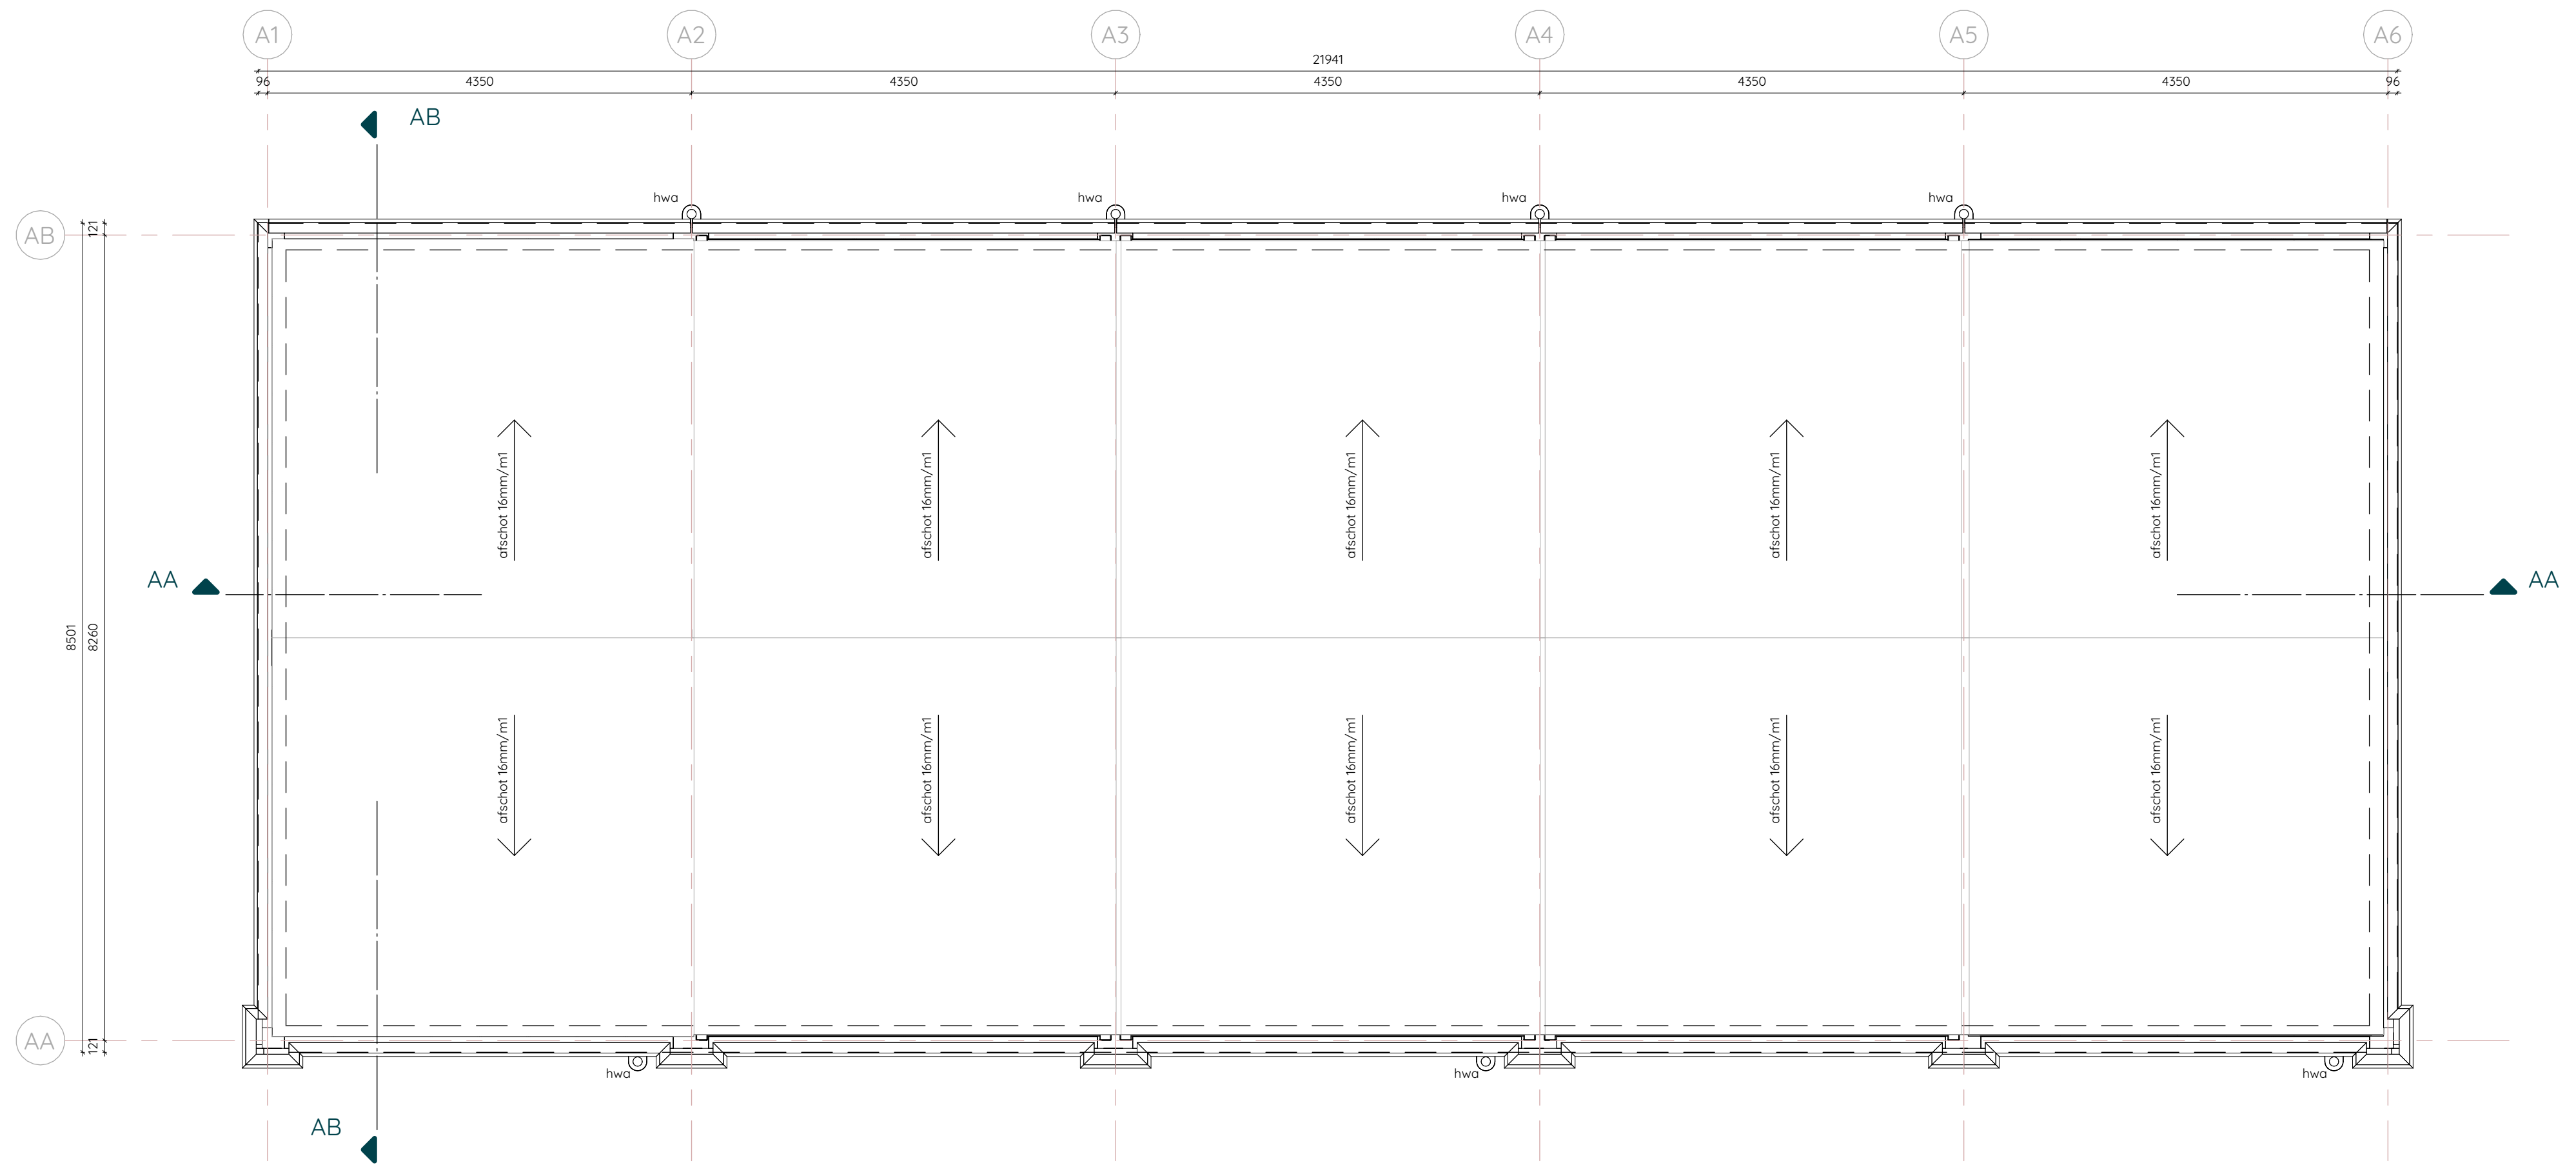 A1 A2 A3 A4 A5 A6
21941
96 4350 4350 4350 4350 4350 96
AB
hwa hwa hwa hwa
AB
121
afschot 16mm/m1 afschot 16mm/m1 afschot 16mm/m1 afschot 16mm/m1 afschot 16mm/m1
AA AA
8501 8260
afschot 16mm/m1 afschot 16mm/m1 afschot 16mm/m1 afschot 16mm/m1 afschot 16mm/m1
AA
121
hwa hwa hwa
AB